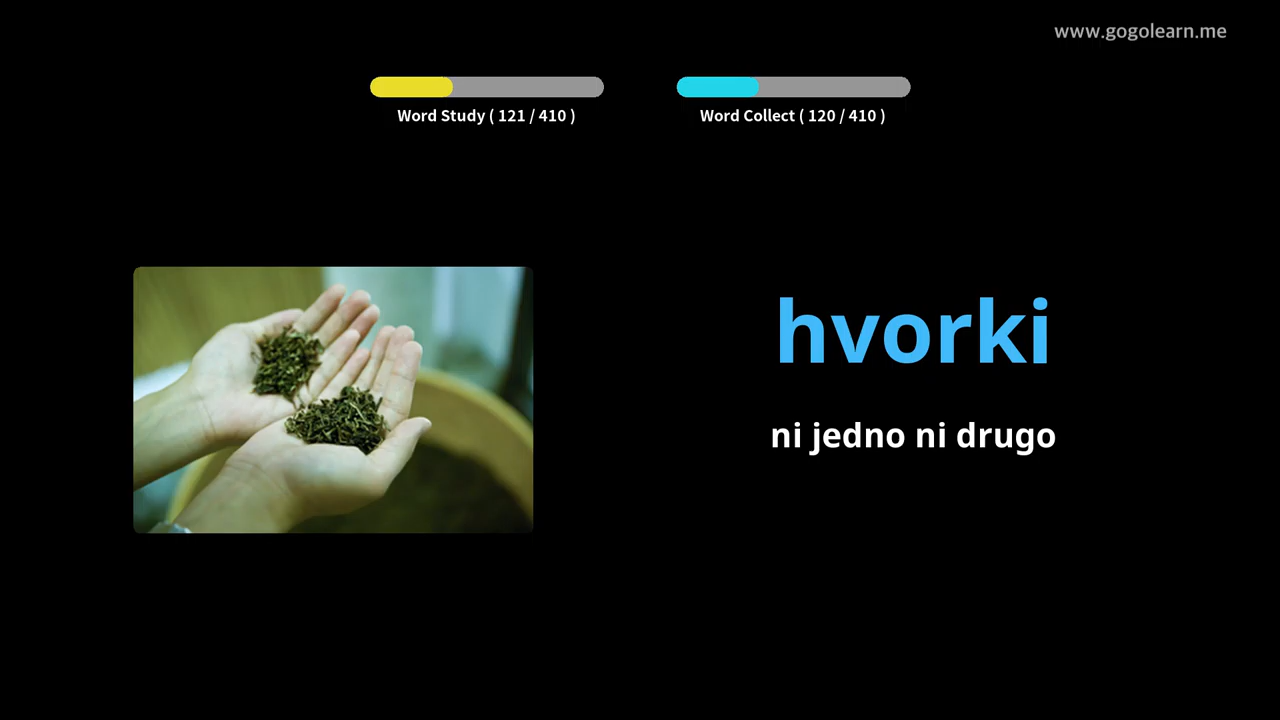 www.gogolearn.me
Word Study ( 121 / 410 )
Word Collect ( 120 / 410 )
hvorki
ni jedno ni drugo